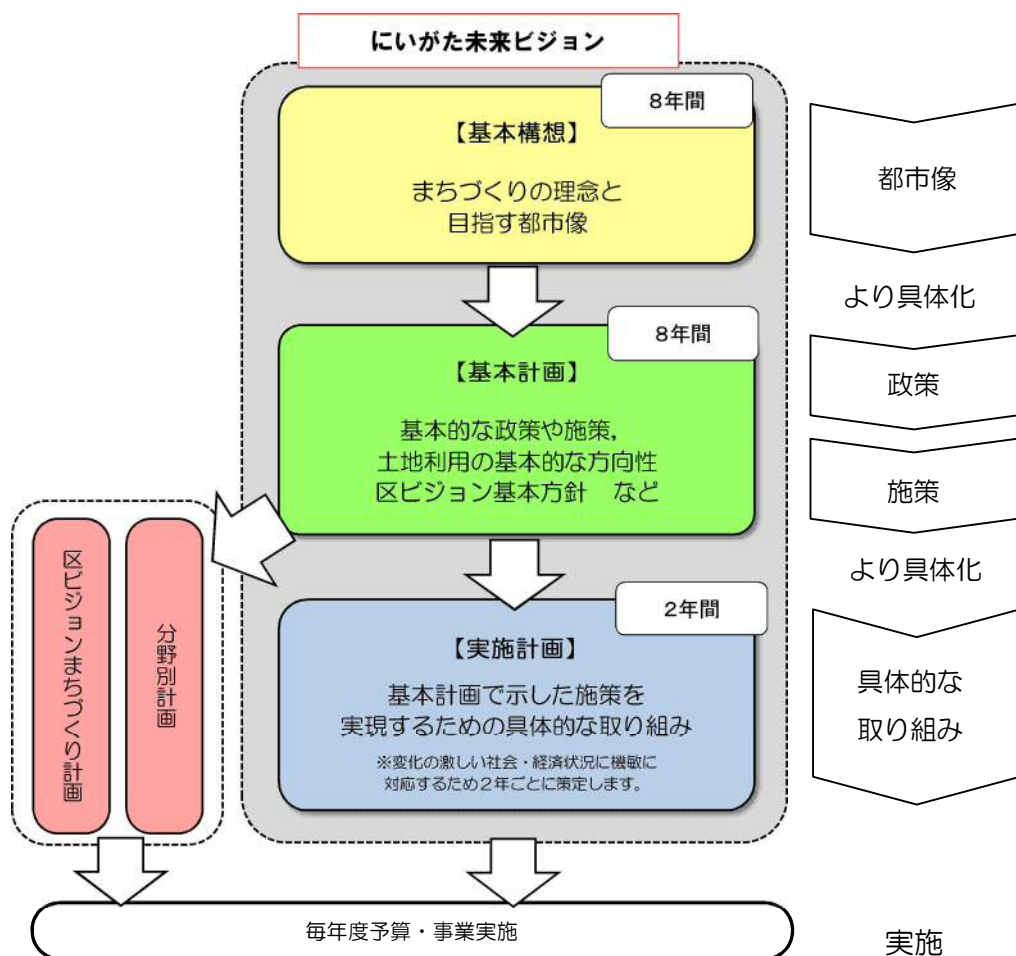 にいがた未来ビジョン
8年間
【基本構想】
まちづくりの理念と
目指す都市像
都市像
より具体化
8年間
【基本計画】
基本的な政策や施策，
土地利用の基本的な方向性
区ビジョン基本方針　など
政策
施策
より具体化
区ビジョンまちづくり計画
分野別計画
2年間
【実施計画】
基本計画で示した施策を
実現するための具体的な取り組み
※変化の激しい社会・経済状況に機敏に
対応するため２年ごとに策定します。
具体的な
取り組み
毎年度予算・事業実施
実施